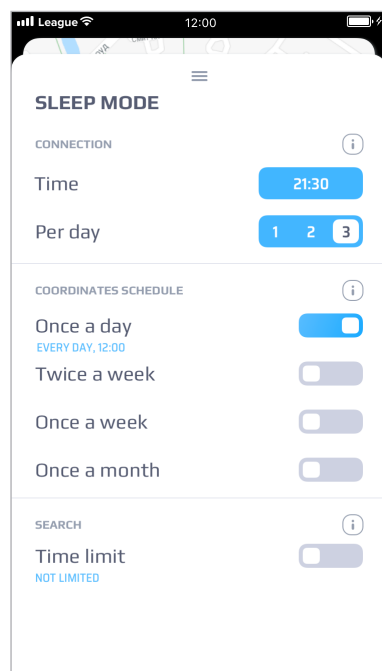 League
12:00
SLEEP MODE
CONNECTION
Time
21:30
Per day
1 2 3
COORDINATES SCHEDULE
Once a day
EVERY DAY, 12:00
Twice a week
Once a week
Once a month
SEARCH
Time limit
NOT LIMITED